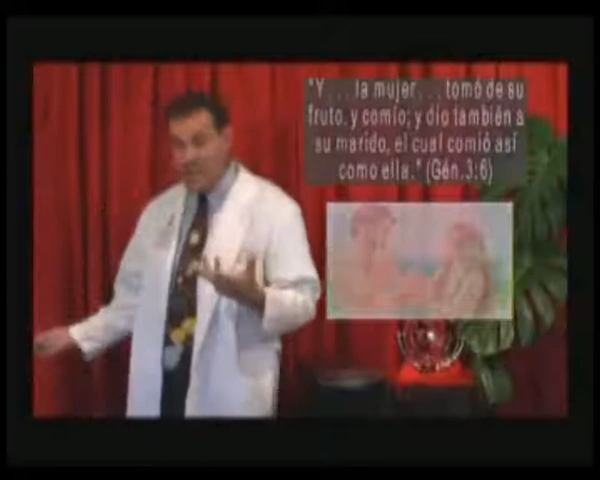 "Y . . . la mujer. . . tomó de su
fruto, y comio; y dio también a
su marido, el cual comió así
como ella." (Gén.3:6)